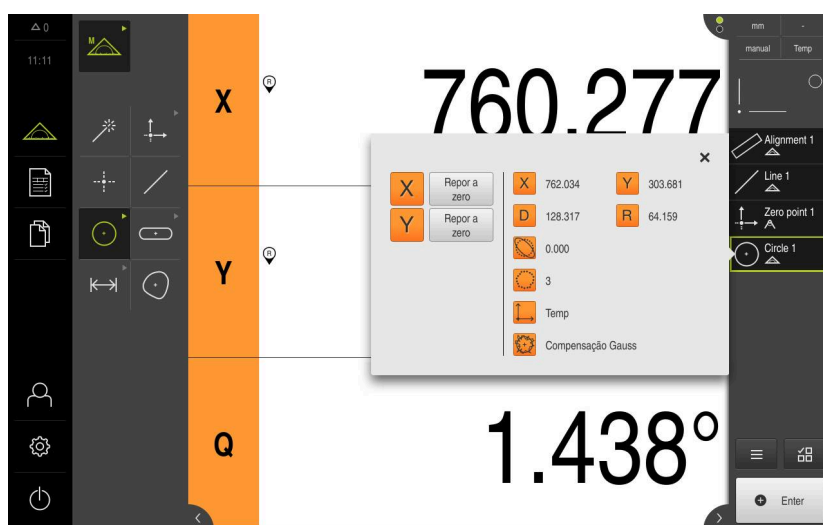 0
11:11
M
X
R
760.277
Y
R
Q
1.438°
X
Repor a
zero
Y
Repor a
zero
X 762.034 Y 303.681
D 128.317 R 64.159
0.000
3
Temp
Compensação Gauss
mm -
manual Temp
Alignment 1
Line 1
Zero point 1
Circle 1
Enter